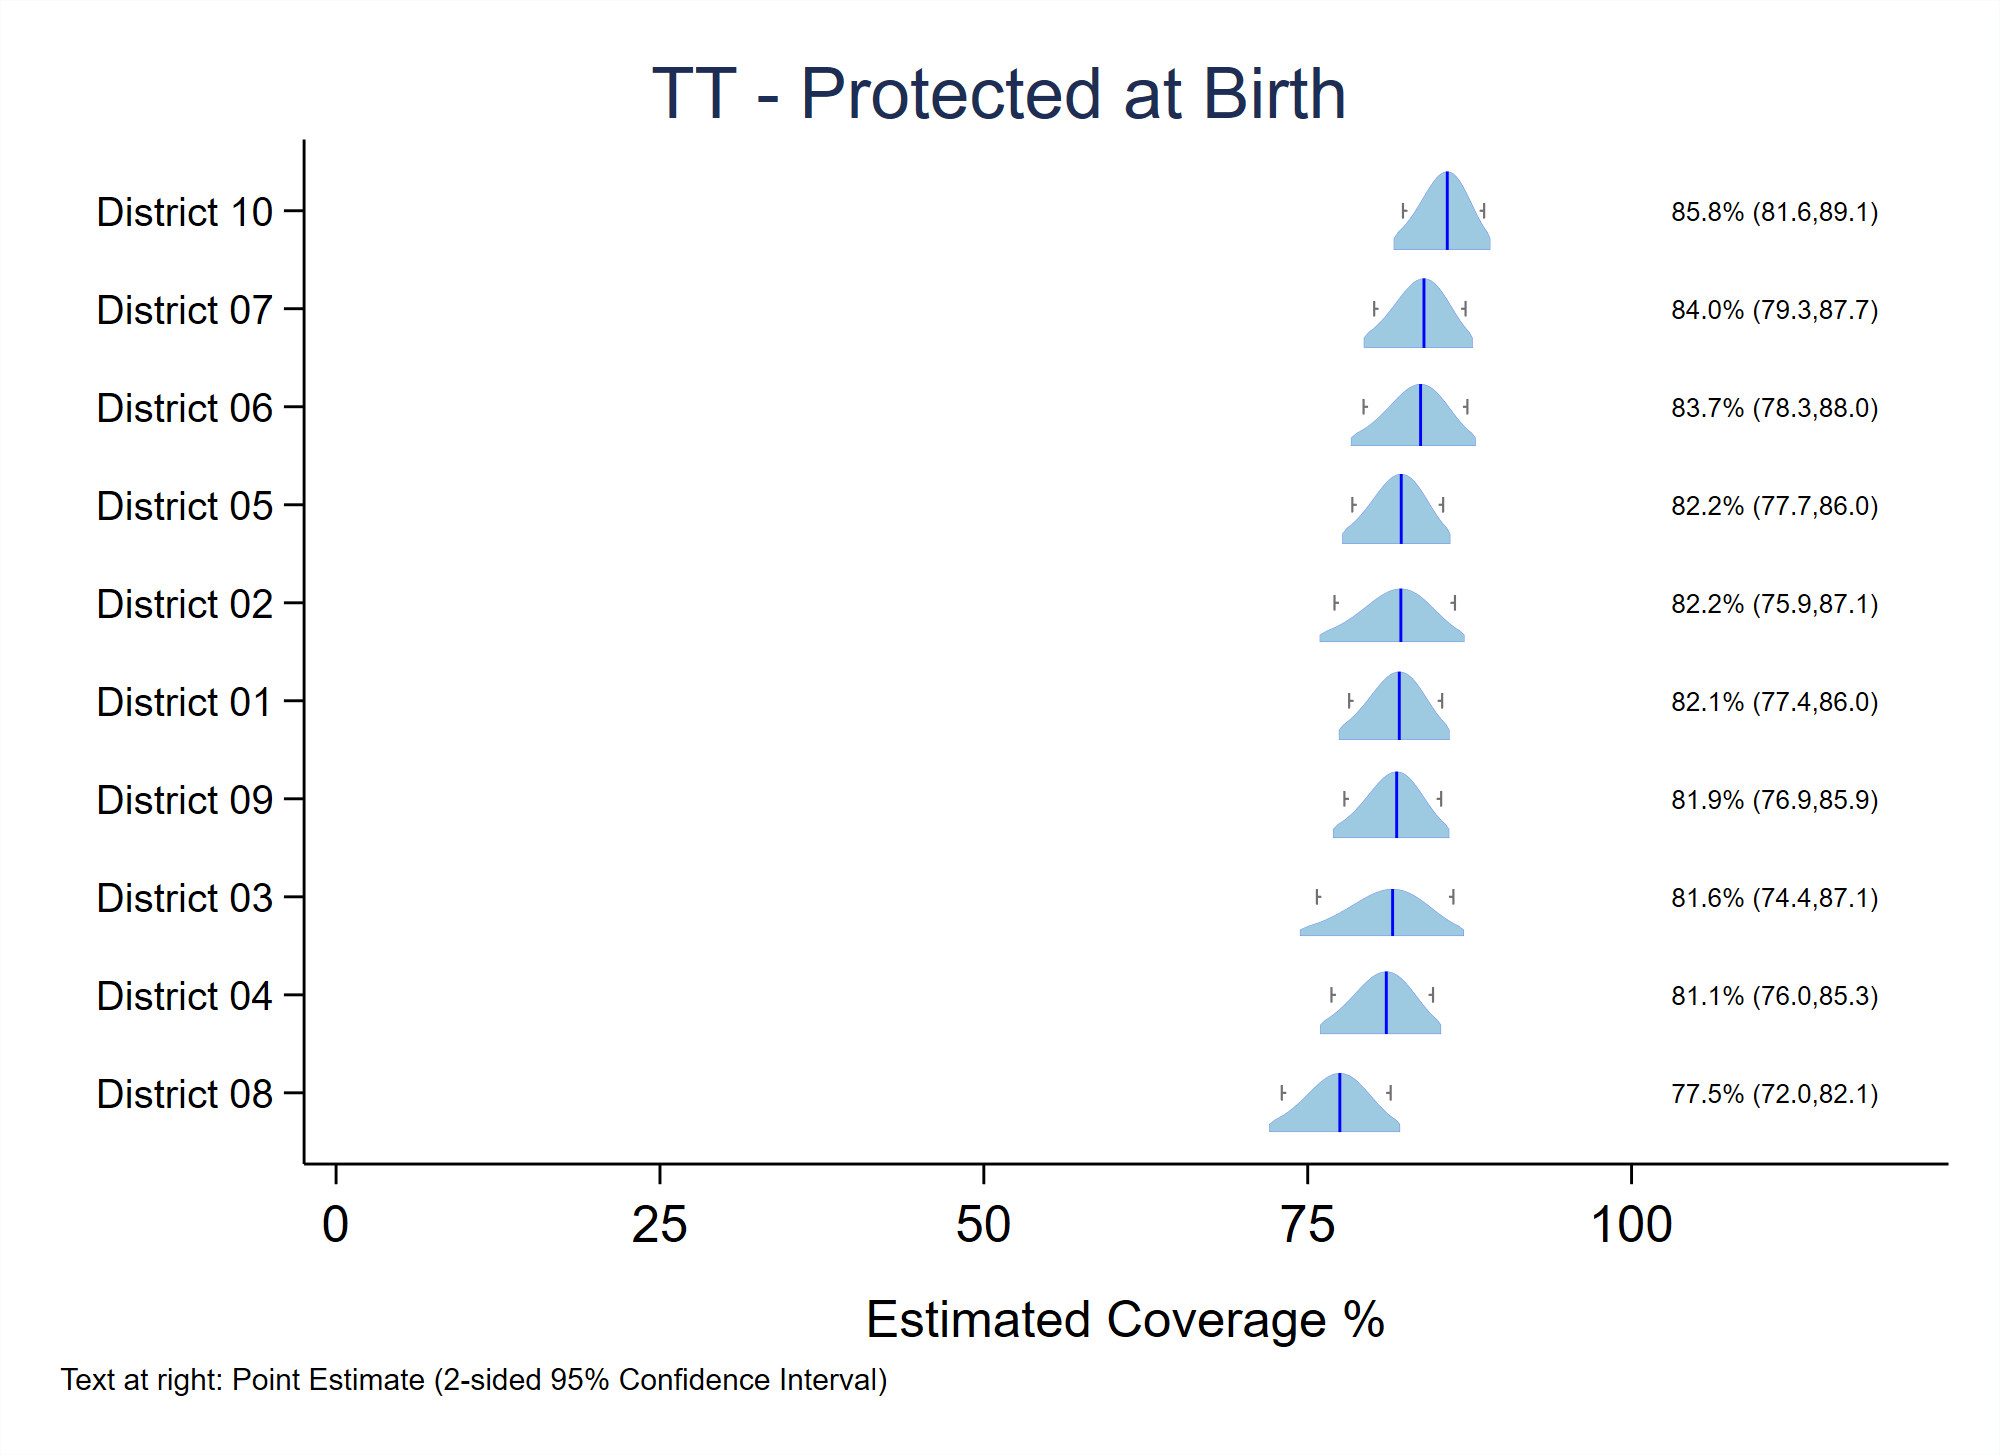 TT - Protected at Birth
District 10 85.8% (81.6,89.1)
District 07 84.0% (79.3,87.7)
District 06 83.7% (78.3,88.0)
District 05 82.2% (77.7,86.0)
District 02 82.2% (75.9,87.1)
District 01 82.1% (77.4,86.0)
District 09 81.9% (76.9,85.9)
District 03 81.6% (74.4,87.1)
District 04 81.1% (76.0,85.3)
District 08 77.5% (72.0,82.1)
0 25 50 75 100
Estimated Coverage %
Text at right: Point Estimate (2-sided 95% Confidence Interval)